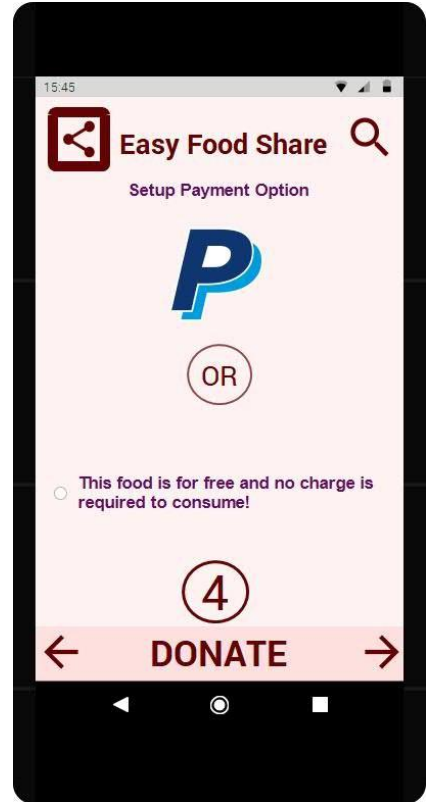 15:45
Easy Food Share
Setup Payment Option
OR
This food is for free and no charge is
required to consume!
4
DONATE